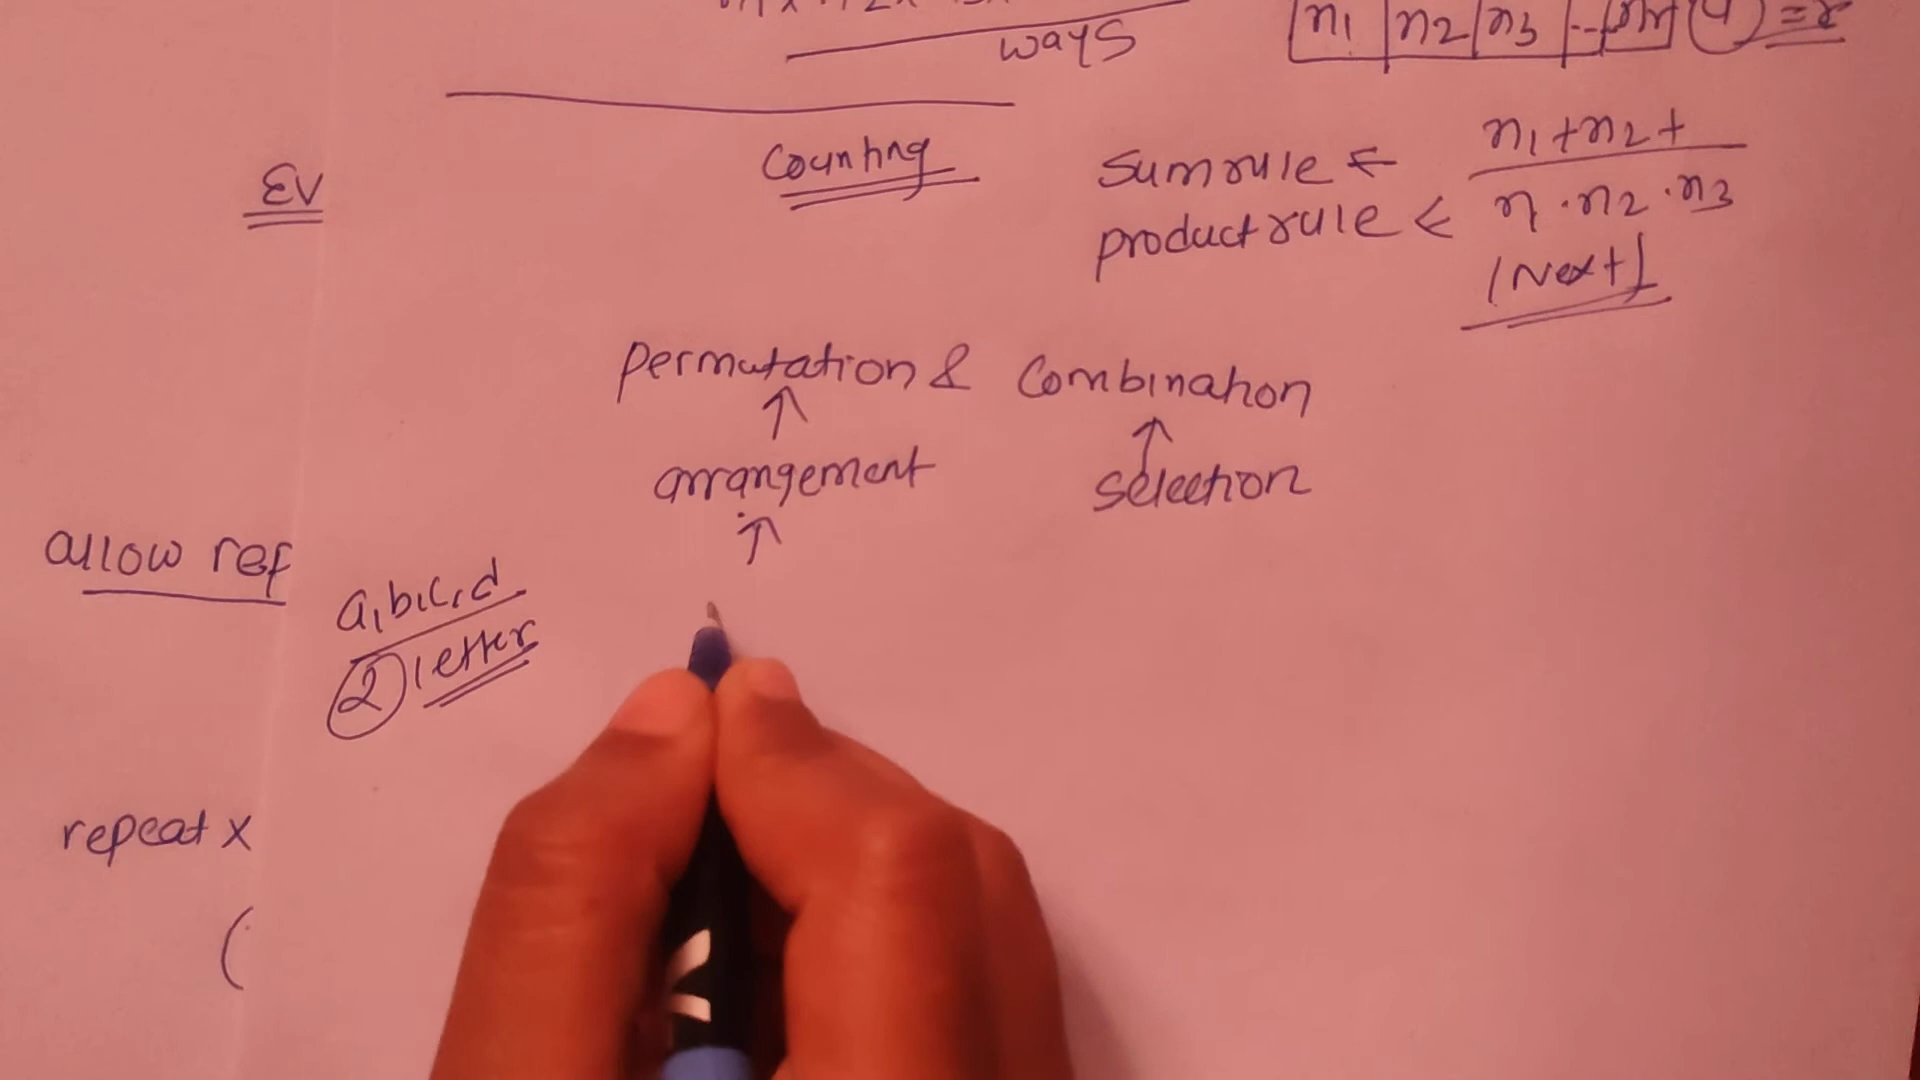 ways
n1 n2 n3 -- = r
Counting
Sum rule ← n1+n2+
product rule < n . n2 . n3
(Next)
EV
permutation & Combination
↑ ↑
arrangement selection
↑
allow rep
a,b,c,d
2 letter
repeat x
(